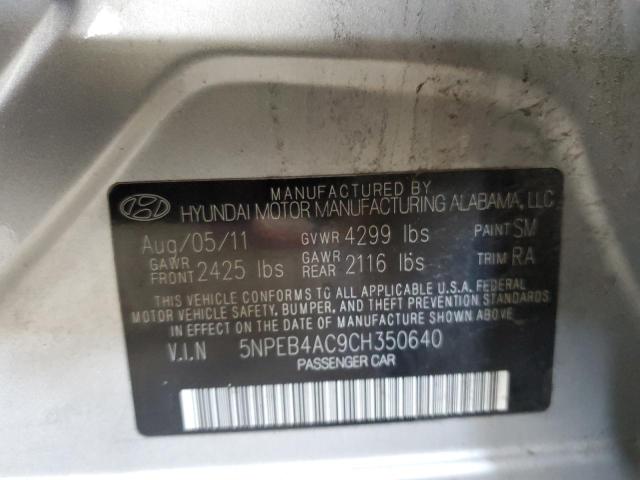 MANUFACTURED BY
HYUNDAI MOTOR MANUFACTURING ALABAMA, LLC
Aug/05/11 GVWR 4299 lbs PAINT SM
GAWR FRONT 2425 lbs GAWR REAR 2116 lbs TRIM RA
THIS VEHICLE CONFORMS TO ALL APPLICABLE U.S.A. FEDERAL
MOTOR VEHICLE SAFETY, BUMPER, AND THEFT PREVENTION STANDARDS
IN EFFECT ON THE DATE OF MANUFACTURE SHOWN ABOVE.
V.I.N 5NPEB4AC9CH350640
PASSENGER CAR